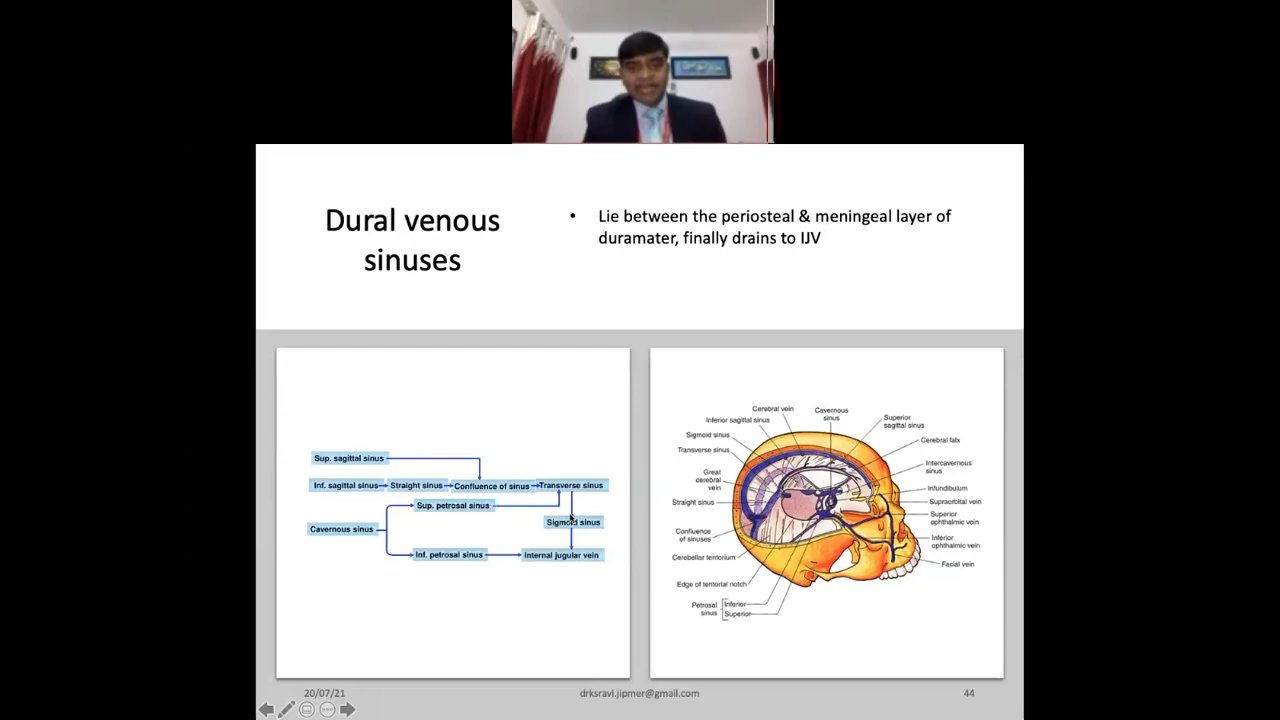 Dural venous
sinuses
• Lie between the periosteal & meningeal layer of
duramater, finally drains to IJV
Sup. sagittal sinus
Inf. sagittal sinus
Straight sinus
Confluence of sinus
Transverse sinus
Sup. petrosal sinus
Sigmoid sinus
Cavernous sinus
Inf. petrosal sinus
Internal jugular vein
Cerebral vein
Cavernous
sinus
Inferior sagittal sinus
Superior
sagittal sinus
Sigmoid sinus
Cerebral falx
Transverse sinus
Intercavernous
sinus
Great
cerebral
vein
Infundibulum
Straight sinus
Supraorbital vein
Superior
ophthalmic vein
Confluence
of sinuses
Inferior
ophthalmic vein
Cerebellar tentorium
Facial vein
Edge of tentorial notch
Petrosal
sinus
Inferior
Superior
20/07/21
drksravi.jipmer@gmail.com
44